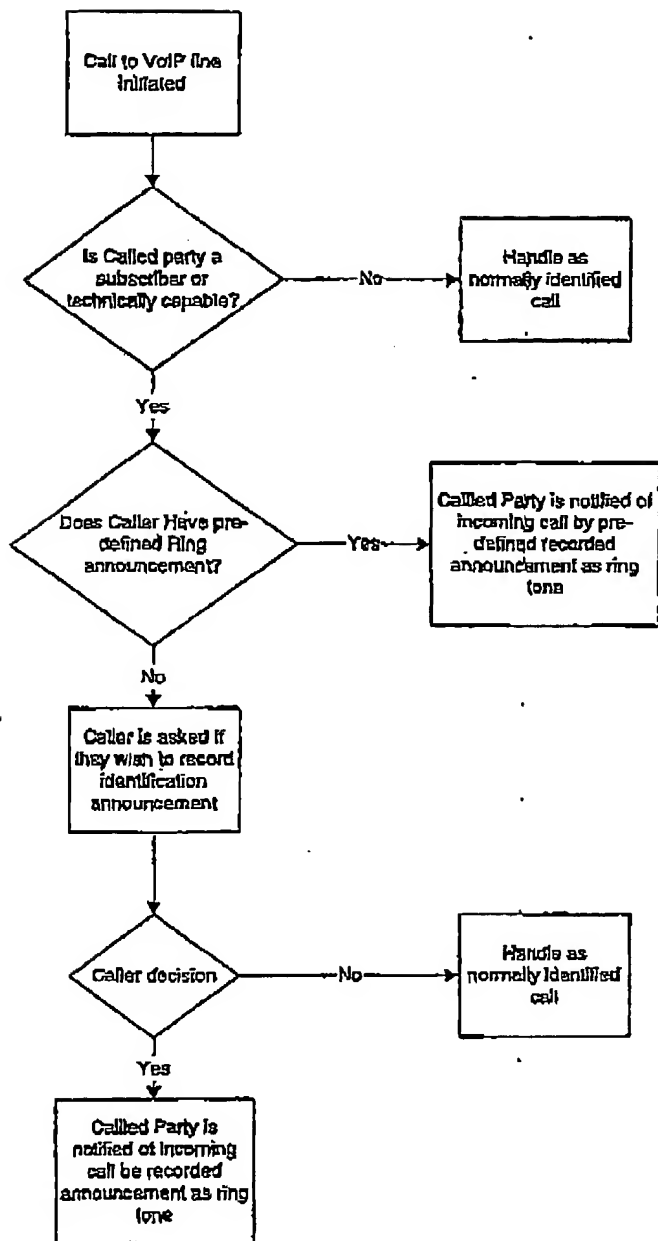 Call to VoIP line
initiated
Is Called party a
subscriber or
technically capable?
No
Handle as
normally identified
call
Yes
Does Caller Have pre-
defined Ring
announcement?
Yes
Called Party is notified of
incoming call by pre-
defined recorded
announcement as ring
tone
No
Caller is asked if
they wish to record
identification
announcement
Caller decision
No
Handle as
normally identified
call
Yes
Called Party is
notified of incoming
call be recorded
announcement as ring
tone